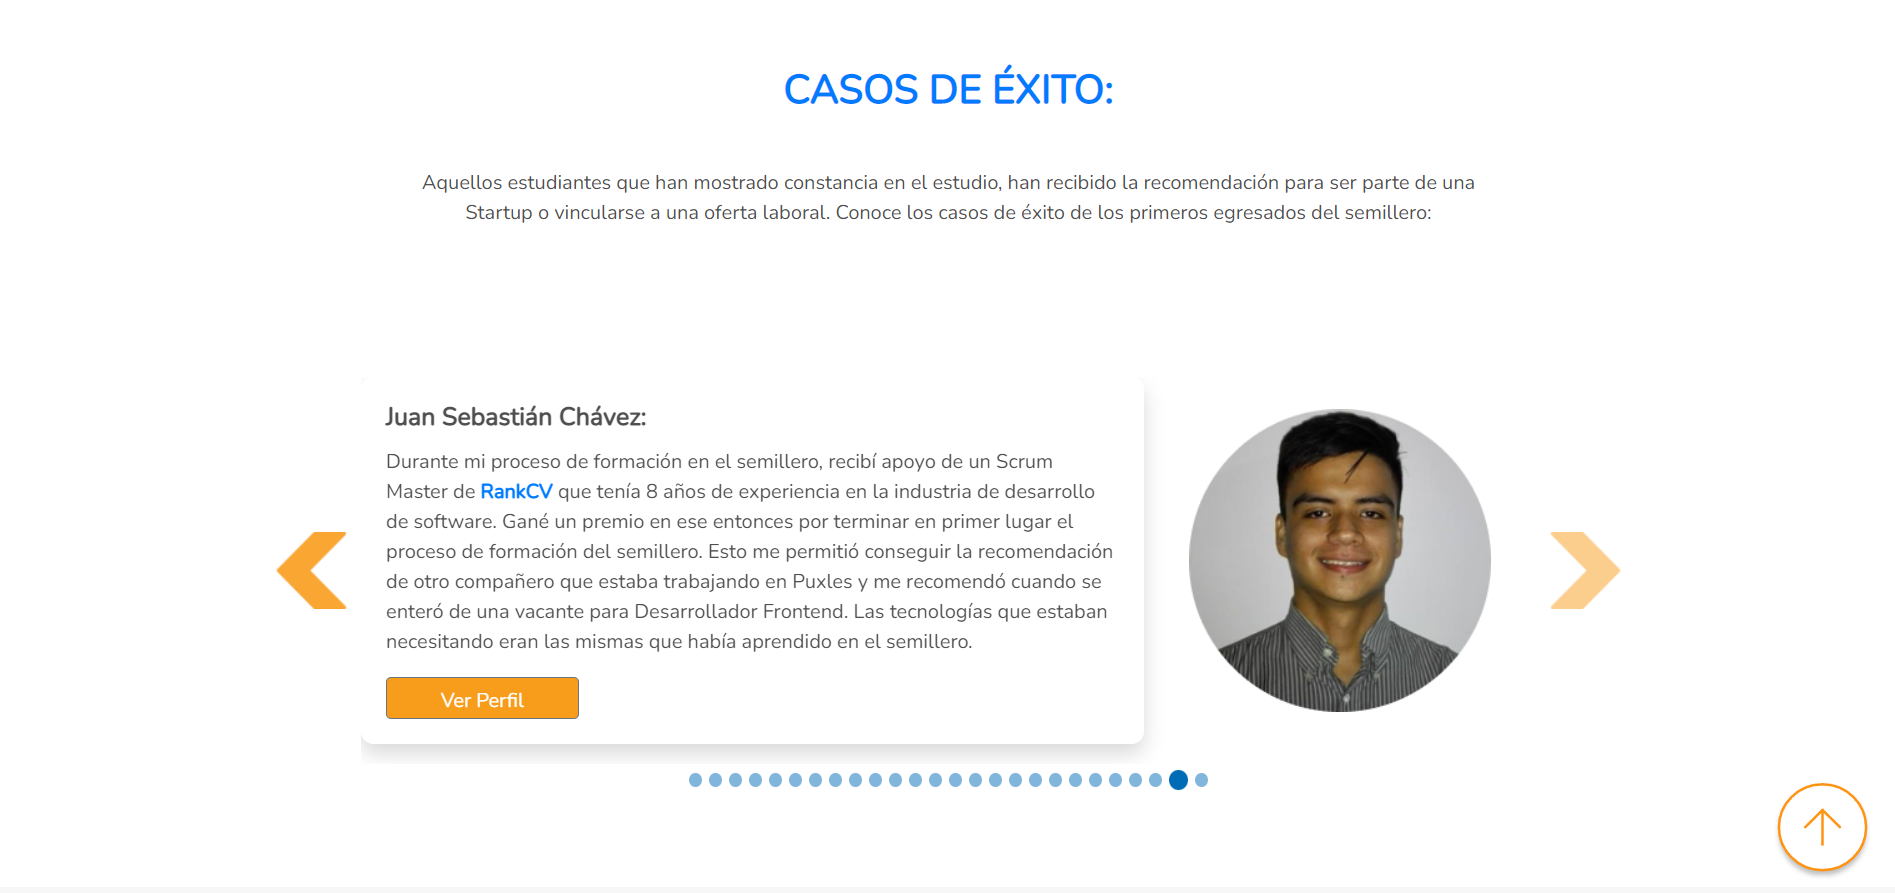 CASOS DE ÉXITO:
Aquellos estudiantes que han mostrado constancia en el estudio, han recibido la recomendación para ser parte de una
Startup o vincularse a una oferta laboral. Conoce los casos de éxito de los primeros egresados del semillero:
Juan Sebastián Chávez:
Durante mi proceso de formación en el semillero, recibí apoyo de un Scrum
Master de RankCV que tenía 8 años de experiencia en la industria de desarrollo
de software. Gané un premio en ese entonces por terminar en primer lugar el
proceso de formación del semillero. Esto me permitió conseguir la recomendación
de otro compañero que estaba trabajando en Puxles y me recomendó cuando se
enteró de una vacante para Desarrollador Frontend. Las tecnologías que estaban
necesitando eran las mismas que había aprendido en el semillero.
Ver Perfil